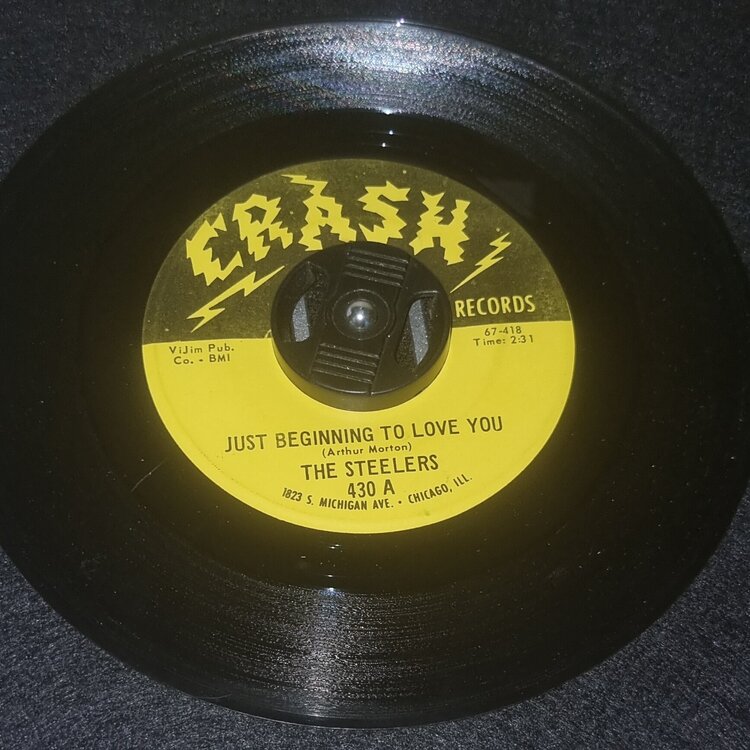 CRASH
RECORDS
67-418
Time: 2:31
ViJim Pub.
Co. - BMI
JUST BEGINNING TO LOVE YOU
(Arthur Morton)
THE STEELERS
430 A
1823 S. MICHIGAN AVE. • CHICAGO, ILL.